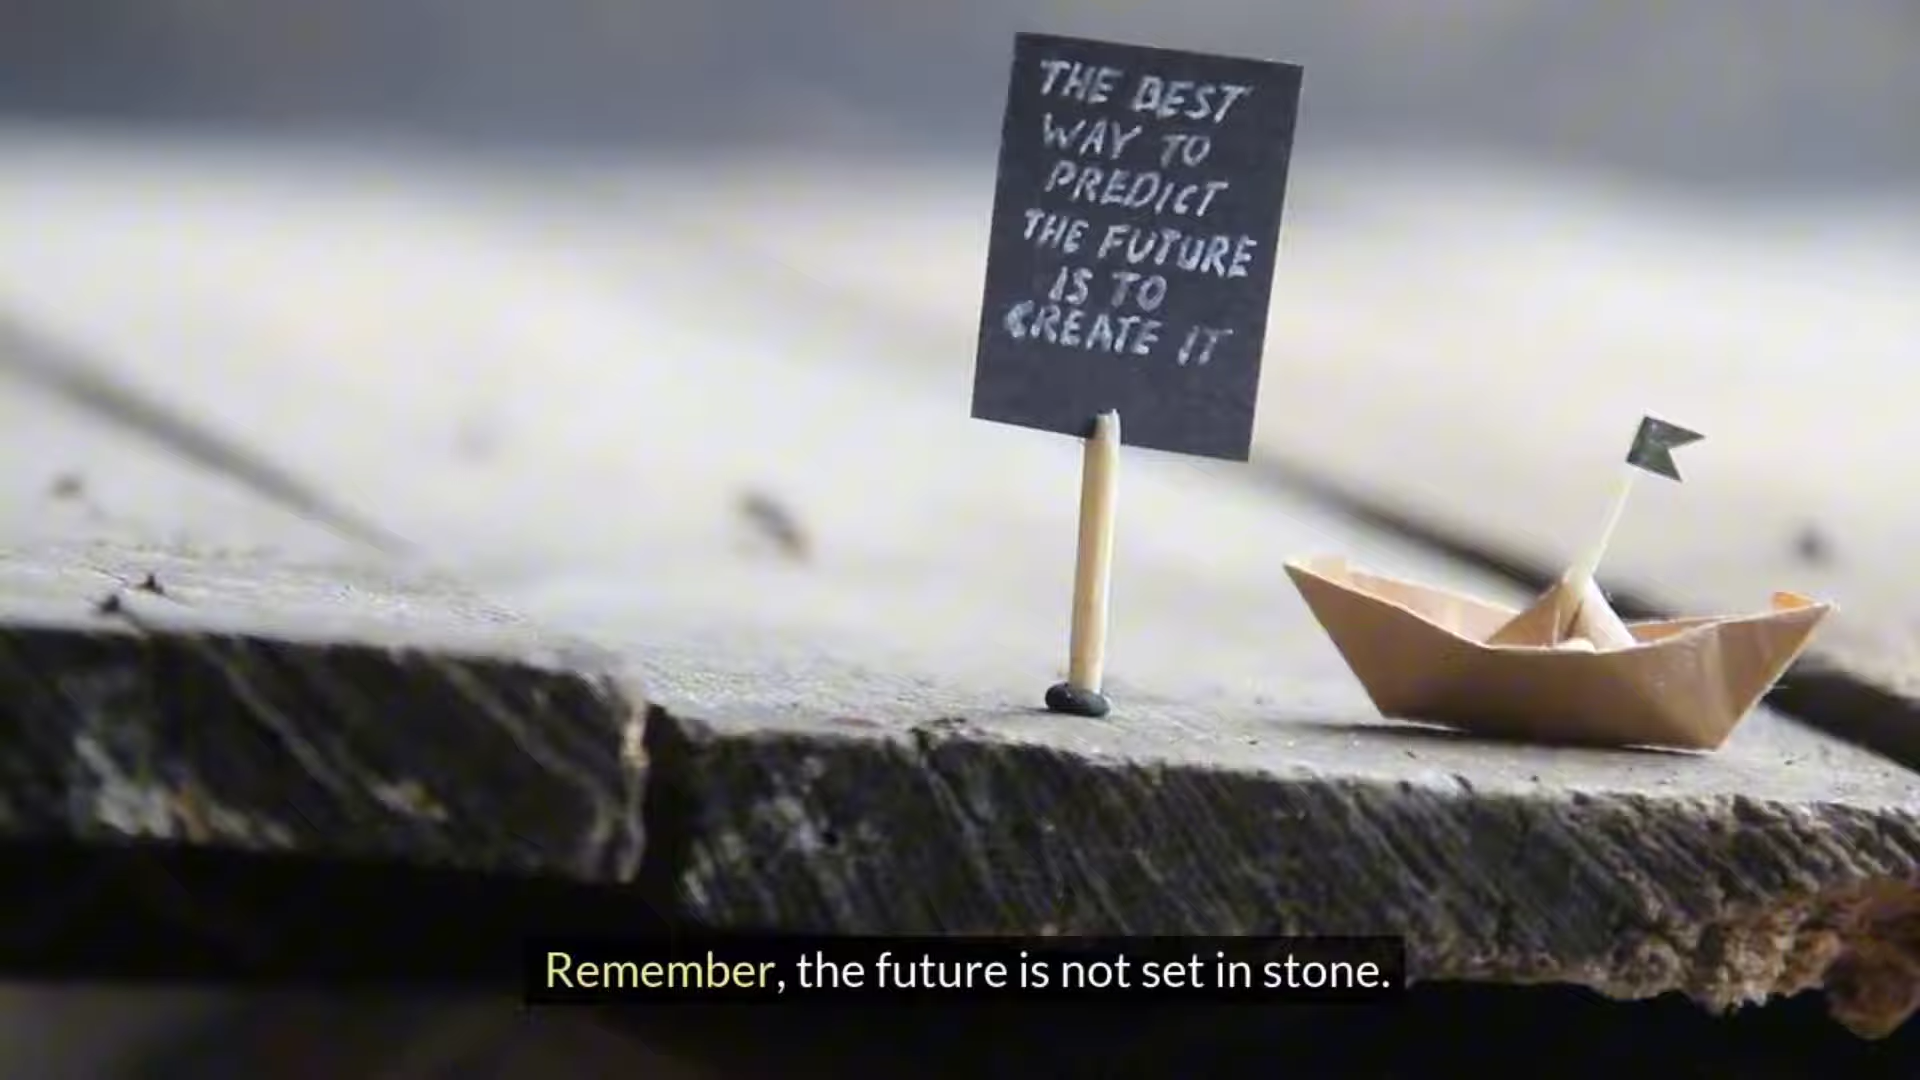 THE BEST
WAY TO
PREDICT
THE FUTURE
IS TO
CREATE IT
Remember, the future is not set in stone.